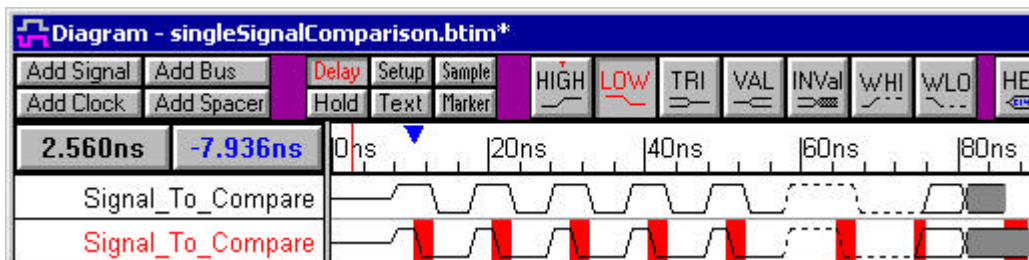 Diagram - singleSignalComparison.btim*
Add Signal Add Bus Delay Setup Sample HIGH LOW TRI VAL INVal WHI WLO HE
Add Clock Add Spacer Hold Text Marker
2.560ns -7.936ns 0ns 20ns 40ns 60ns 80ns
Signal_To_Compare
Signal_To_Compare